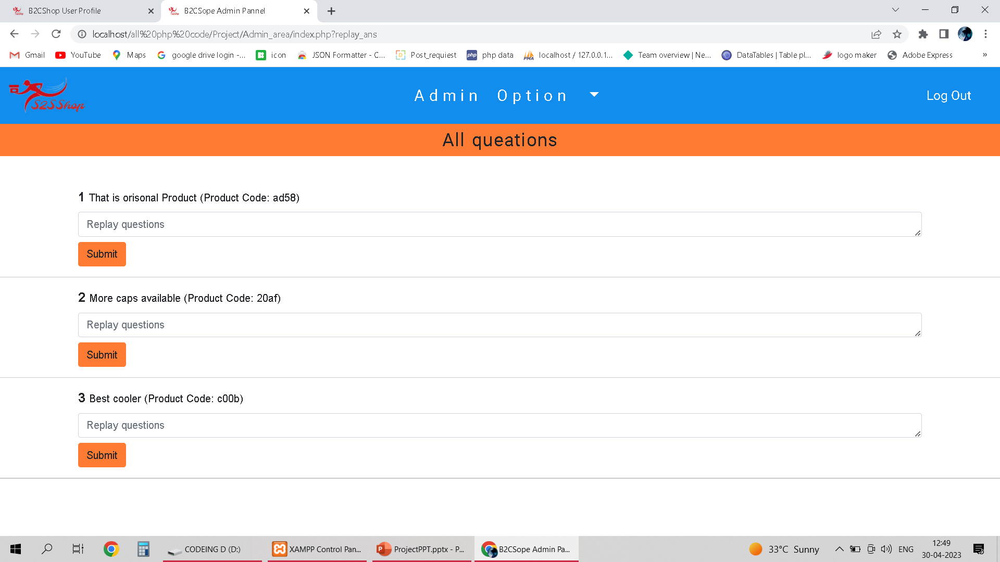 B2CShop User Profile
B2CSope Admin Pannel
localhost/all%20php%20code/Project/Admin_area/index.php?replay_ans
Gmail
YouTube
Maps
google drive login -...
icon
JSON Formatter - C...
Post_requiest
php
php data
PMA
localhost / 127.0.0.1...
Team overview | Ne...
DataTables | Table pl...
logo maker
Adobe Express
»
S2SShop
Admin Option
Log Out
All queations
1 That is orisonal Product (Product Code: ad58)
Replay questions
Submit
2 More caps available (Product Code: 20af)
Replay questions
Submit
3 Best cooler (Product Code: c00b)
Replay questions
Submit
CODEING D (D:)
XAMPP Control Pan...
ProjectPPT.pptx - P...
B2CSope Admin Pa...
33°C Sunny
ENG
12:49
30-04-2023